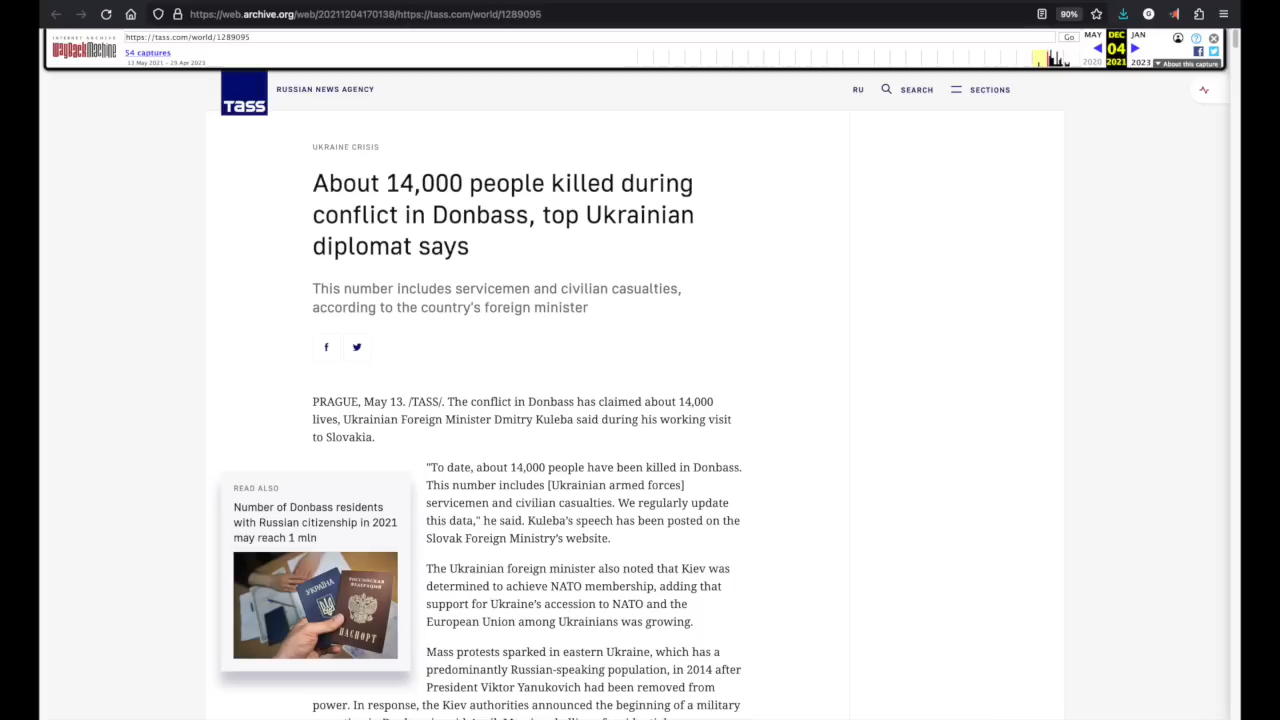 https://web.archive.org/web/20211204170138/https://tass.com/world/1289095
90%
INTERNET ARCHIVE
WayBackMachine
https://tass.com/world/1289095
Go
MAY
DEC
JAN
54 captures
04
13 May 2021 – 29 Apr 2023
2020
2021
2023
About this capture
TASS
RUSSIAN NEWS AGENCY
RU
SEARCH
SECTIONS
UKRAINE CRISIS
About 14,000 people killed during
conflict in Donbass, top Ukrainian
diplomat says
This number includes servicemen and civilian casualties,
according to the country's foreign minister
PRAGUE, May 13. /TASS/. The conflict in Donbass has claimed about 14,000
lives, Ukrainian Foreign Minister Dmitry Kuleba said during his working visit
to Slovakia.
READ ALSO
Number of Donbass residents
with Russian citizenship in 2021
may reach 1 mln
УКРАЇНА
РОССИЙСКАЯ
ФЕДЕРАЦИЯ
ПАСПОРТ
"To date, about 14,000 people have been killed in Donbass.
This number includes [Ukrainian armed forces]
servicemen and civilian casualties. We regularly update
this data," he said. Kuleba’s speech has been posted on the
Slovak Foreign Ministry’s website.
The Ukrainian foreign minister also noted that Kiev was
determined to achieve NATO membership, adding that
support for Ukraine’s accession to NATO and the
European Union among Ukrainians was growing.
Mass protests sparked in eastern Ukraine, which has a
predominantly Russian-speaking population, in 2014 after
President Viktor Yanukovich had been removed from
power. In response, the Kiev authorities announced the beginning of a military